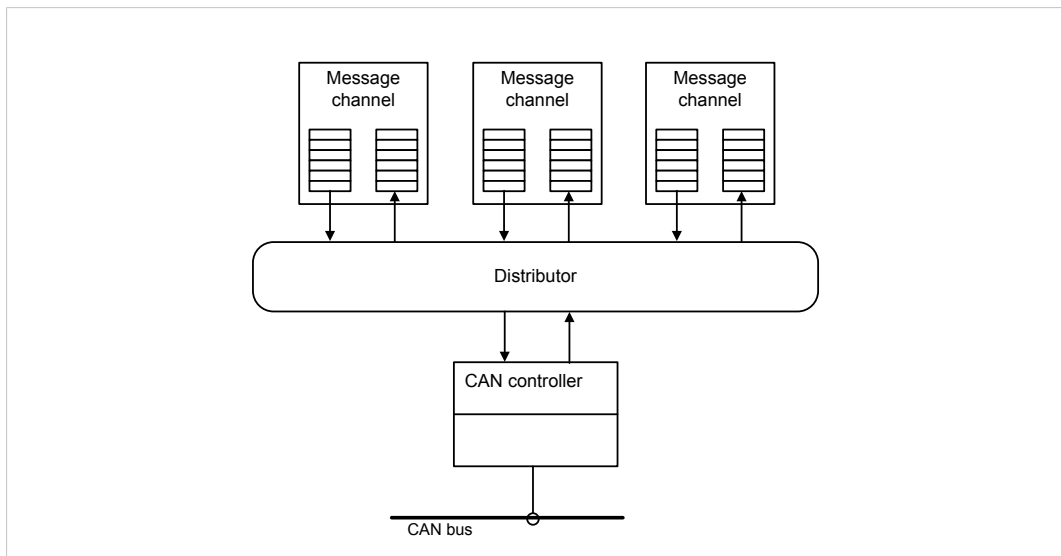 Message
channel
Message
channel
Message
channel
Distributor
CAN controller
CAN bus